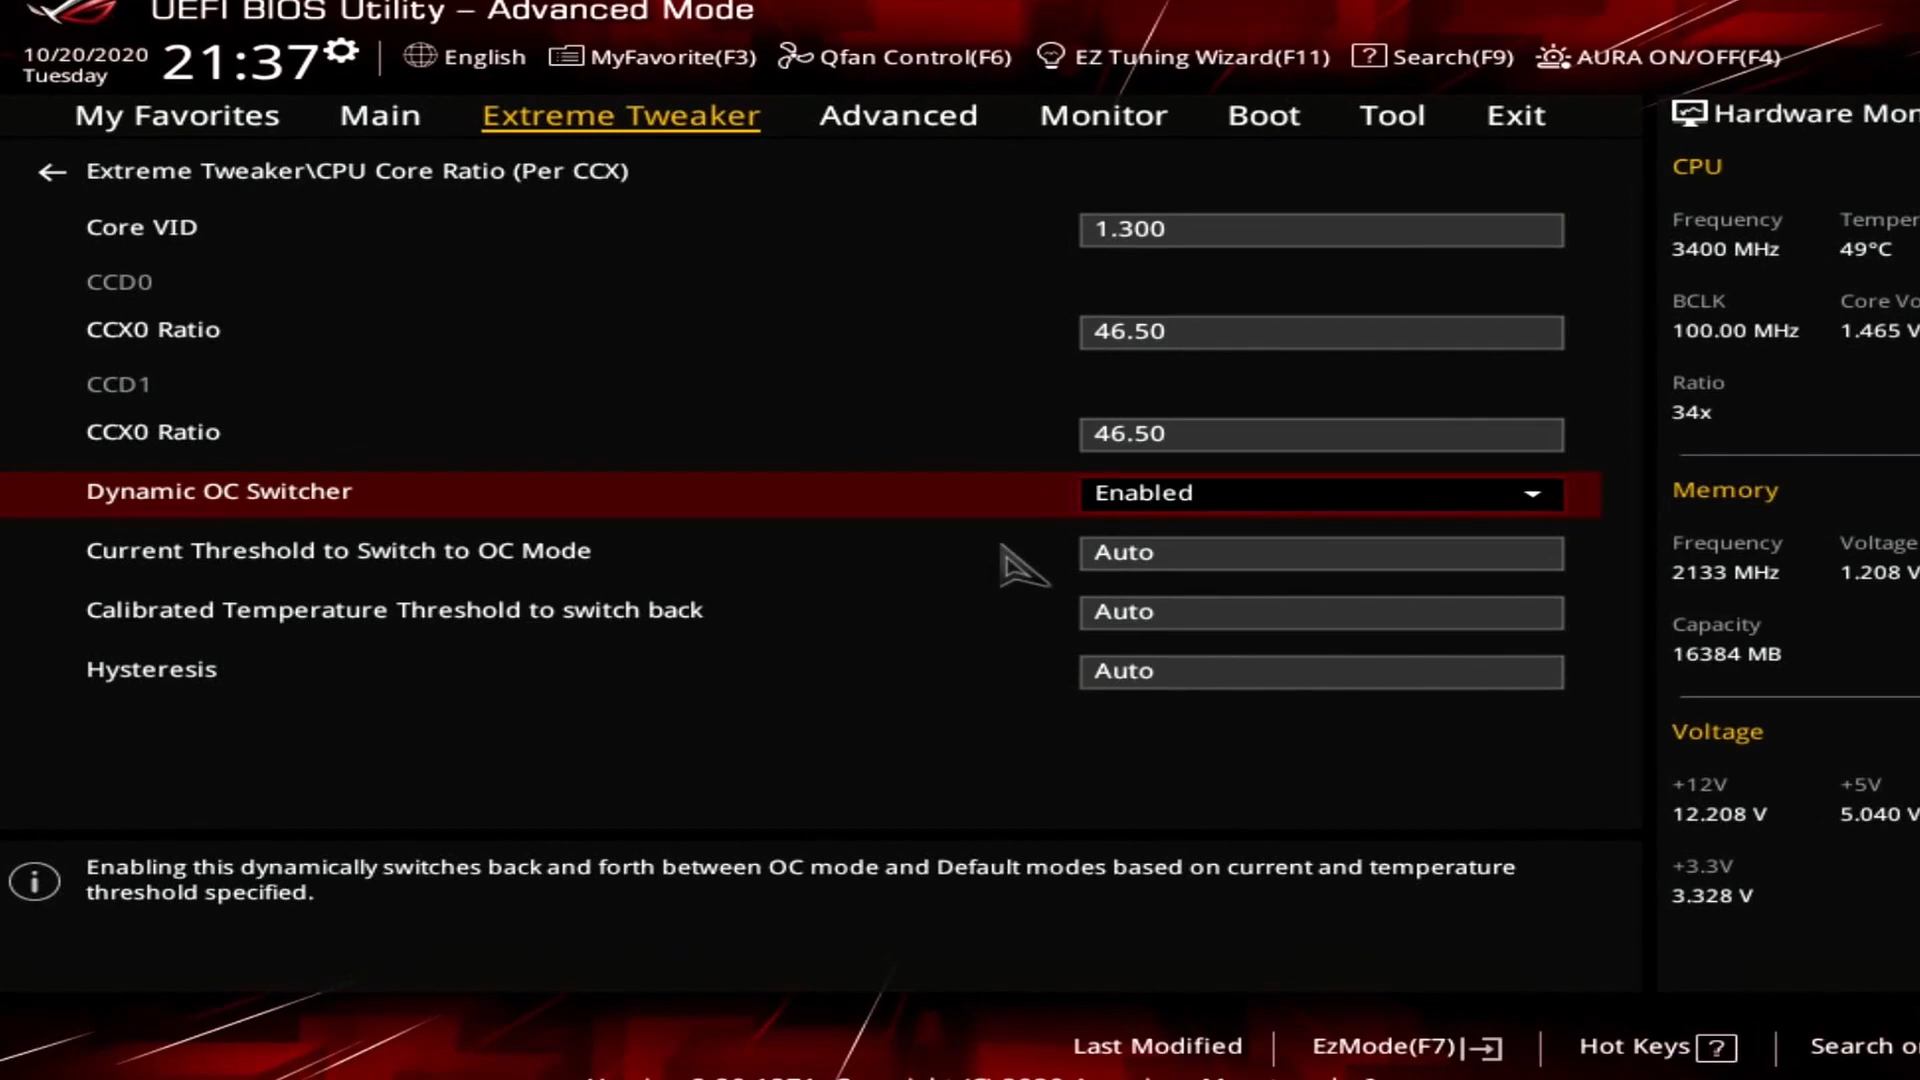 UEFI BIOS Utility – Advanced Mode
10/20/2020
Tuesday
21:37
English
MyFavorite(F3)
Qfan Control(F6)
EZ Tuning Wizard(F11)
Search(F9)
AURA ON/OFF(F4)
My Favorites
Main
Extreme Tweaker
Advanced
Monitor
Boot
Tool
Exit
Hardware Mon
Extreme Tweaker\CPU Core Ratio (Per CCX)
Core VID
1.300
CCD0
CCX0 Ratio
46.50
CCD1
CCX0 Ratio
46.50
Dynamic OC Switcher
Enabled
Current Threshold to Switch to OC Mode
Auto
Calibrated Temperature Threshold to switch back
Auto
Hysteresis
Auto
CPU
Frequency
Temper
3400 MHz
49°C
BCLK
Core Vo
100.00 MHz
1.465 V
Ratio
34x
Memory
Frequency
Voltage
2133 MHz
1.208 V
Capacity
16384 MB
Voltage
+12V
+5V
12.208 V
5.040 V
+3.3V
3.328 V
Enabling this dynamically switches back and forth between OC mode and Default modes based on current and temperature
threshold specified.
Last Modified
EzMode(F7)
Hot Keys ?
Search o